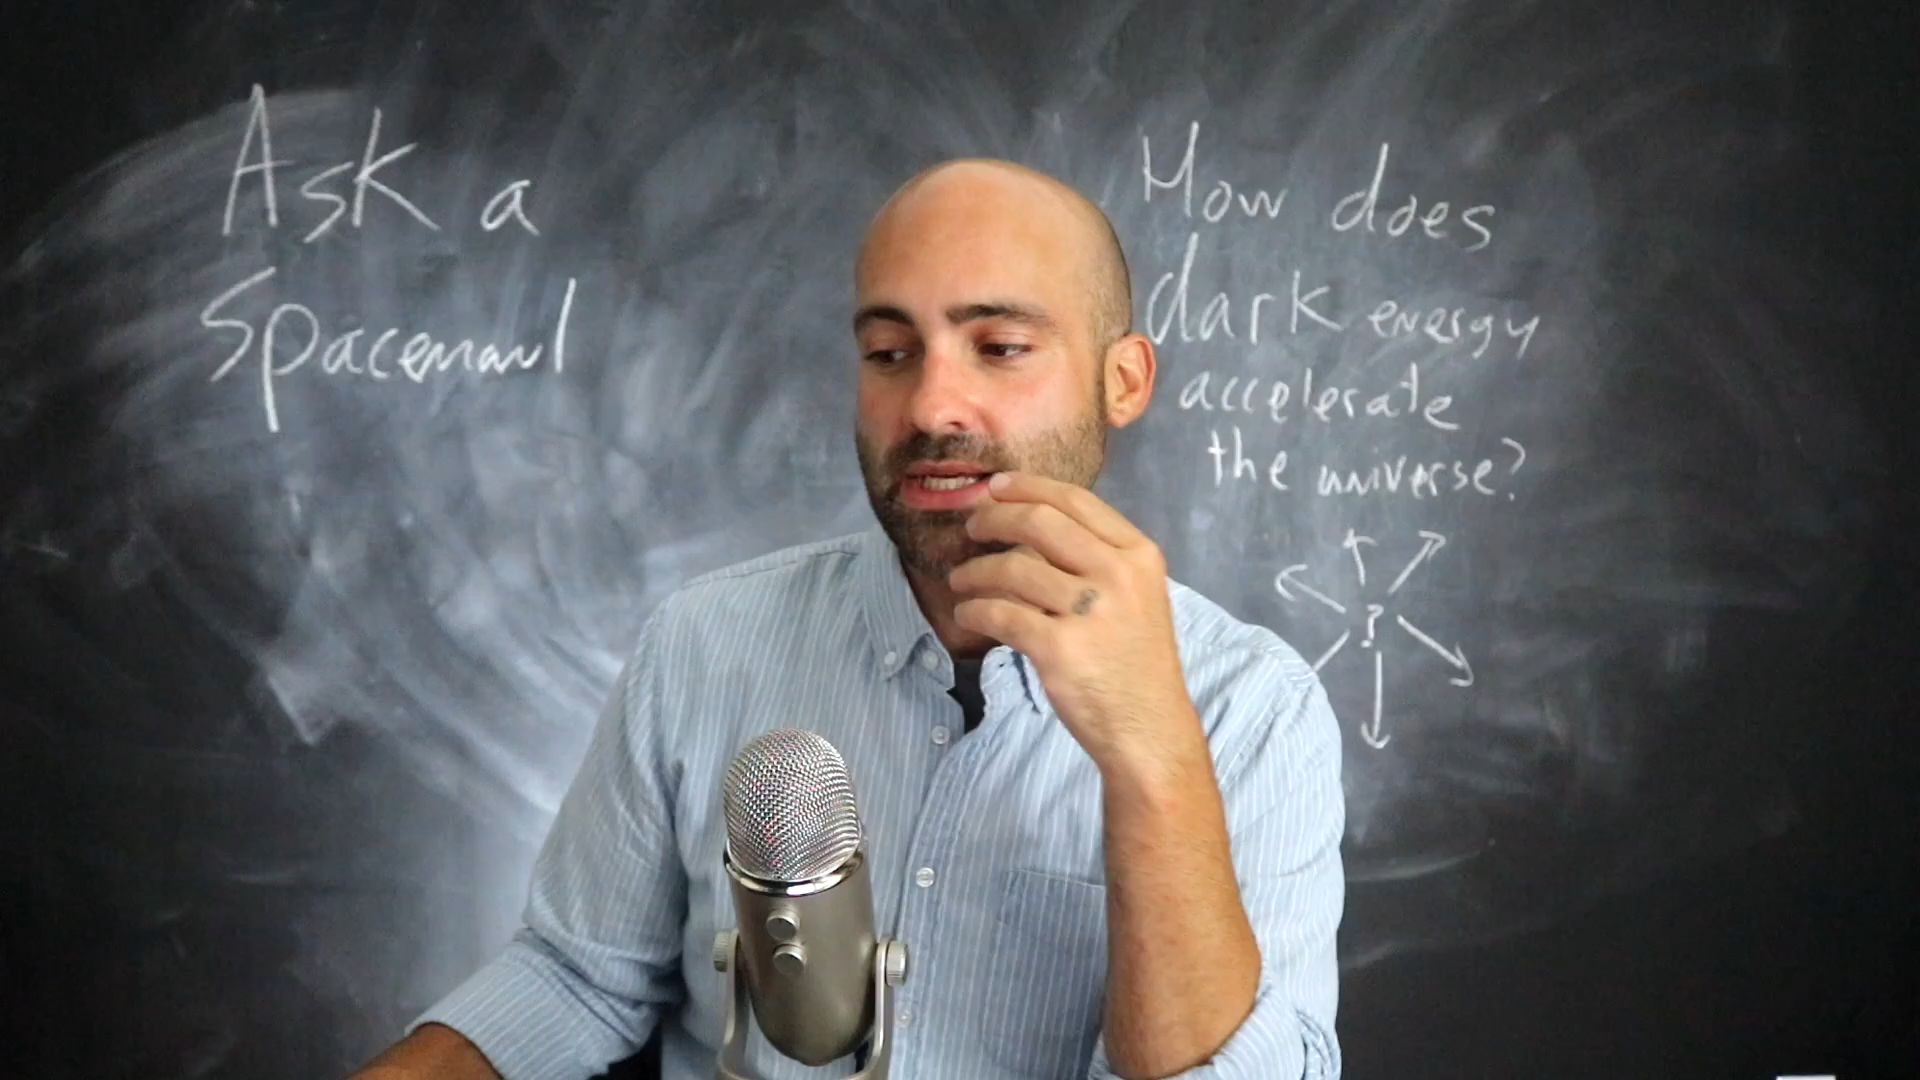 Ask a
Spaceman!
How does
dark energy
accelerate
the universe?
?